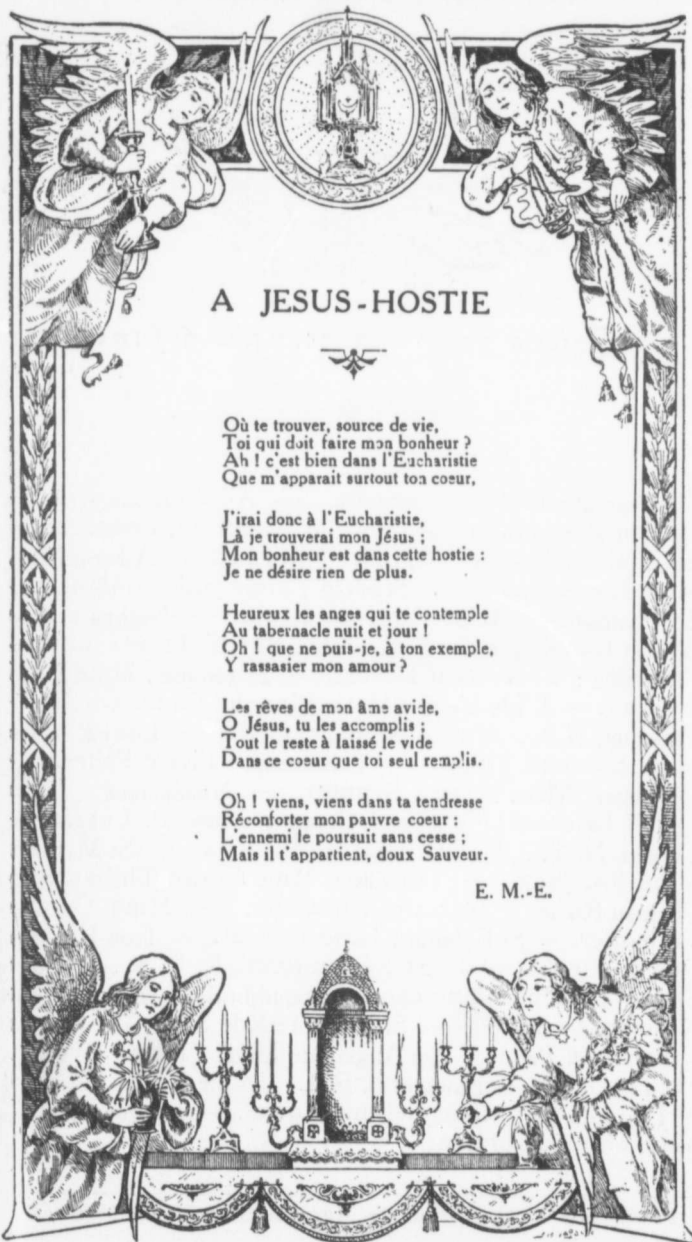 A JESUS-HOSTIE
Où te trouver, source de vie,
Toi qui doit faire mon bonheur ?
Ah ! c'est bien dans l'Eucharistie
Que m'apparait surtout ton coeur,
J'irai donc à l'Eucharistie,
Là je trouverai mon Jésus ;
Mon bonheur est dans cette hostie :
Je ne désire rien de plus.
Heureux les anges qui te contemple
Au tabernacle nuit et jour !
Oh ! que ne puis-je, à ton exemple,
Y rassasier mon amour ?
Les rêves de mon âme avide,
O Jésus, tu les accomplis ;
Tout le reste à laissé le vide
Dans ce coeur que toi seul remplis.
Oh ! viens, viens dans ta tendresse
Réconforter mon pauvre coeur :
L'ennemi le poursuit sans cesse ;
Mais il t'appartient, doux Sauveur.
E. M.-E.